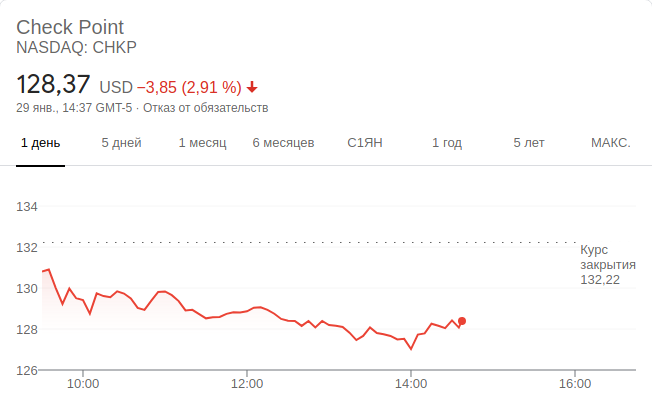 Check Point
NASDAQ: CHKP
128,37 USD −3,85 (2,91 %)
29 янв., 14:37 GMT-5 · Отказ от обязательств
1 день 5 дней 1 месяц 6 месяцев С1ЯН 1 год 5 лет МАКС.
134
132
Курс
закрытия
132,22
130
128
126
10:00 12:00 14:00 16:00